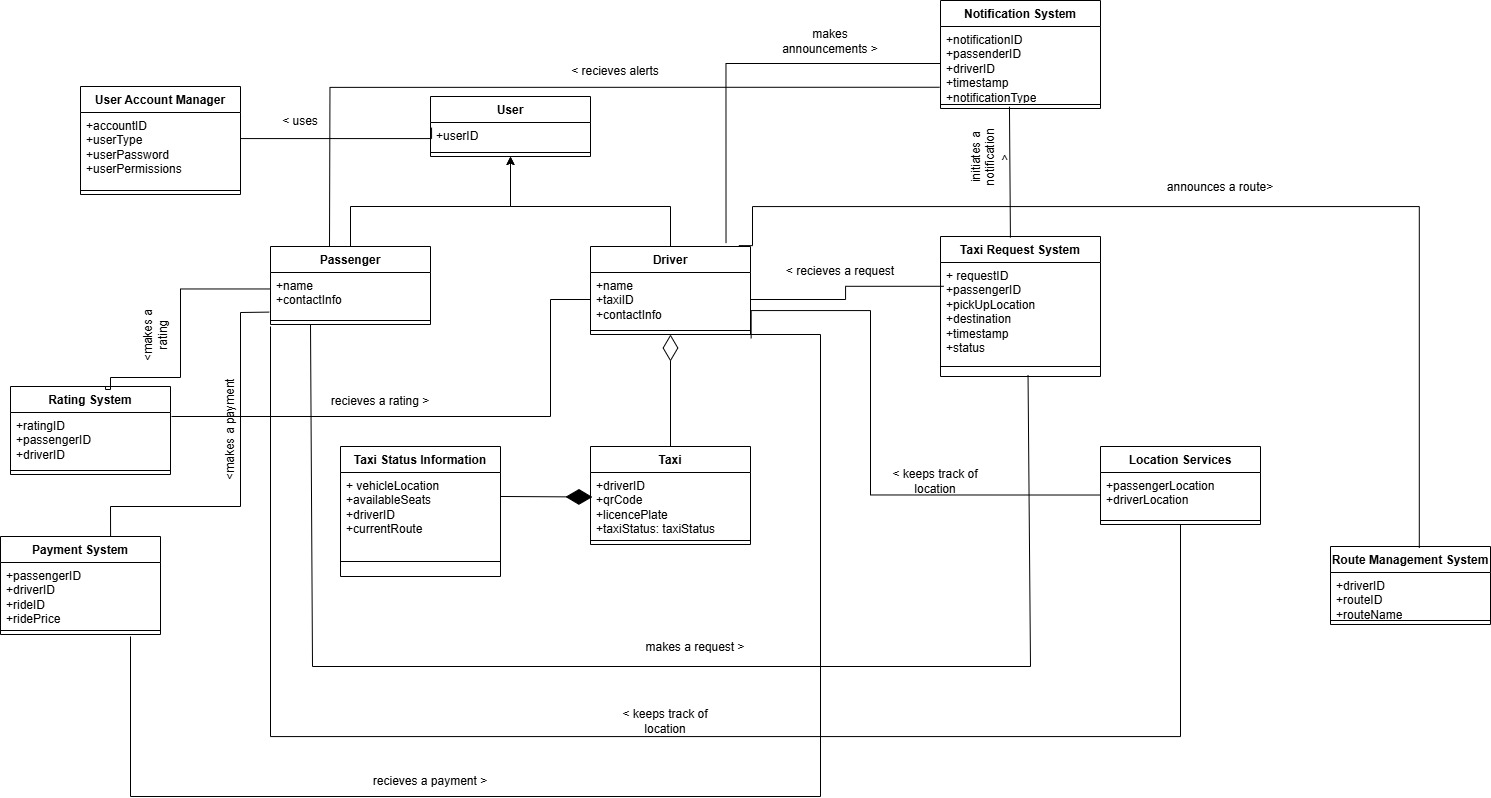 Notification System
+notificationID
+passenderID
+driverID
+timestamp
+notificationType
makes
announcements >
< recieves alerts
User Account Manager
+accountID
+userType
+userPassword
+userPermissions
< uses
User
+userID
initiates a
notification
>
announces a route>
Passenger
+name
+contactInfo
Driver
+name
+taxiID
+contactInfo
< recieves a request
Taxi Request System
+ requestID
+passengerID
+pickUpLocation
+destination
+timestamp
+status
<makes a
rating
<makes a payment
Rating System
+ratingID
+passengerID
+driverID
recieves a rating >
Taxi Status Information
+ vehicleLocation
+availableSeats
+driverID
+currentRoute
Taxi
+driverID
+qrCode
+licencePlate
+taxiStatus: taxiStatus
< keeps track of
location
Location Services
+passengerLocation
+driverLocation
Payment System
+passengerID
+driverID
+rideID
+ridePrice
Route Management System
+driverID
+routeID
+routeName
makes a request >
< keeps track of
location
recieves a payment >